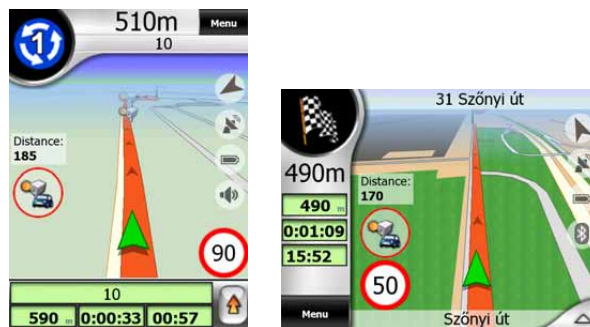 1
510m
Menu
10
Distance:
185
90
10
590 m 0:00:33 00:57
31 Szőnyi út
490m
Distance:
170
490 m
0:01:09
15:52
50
Menu
Szőnyi út